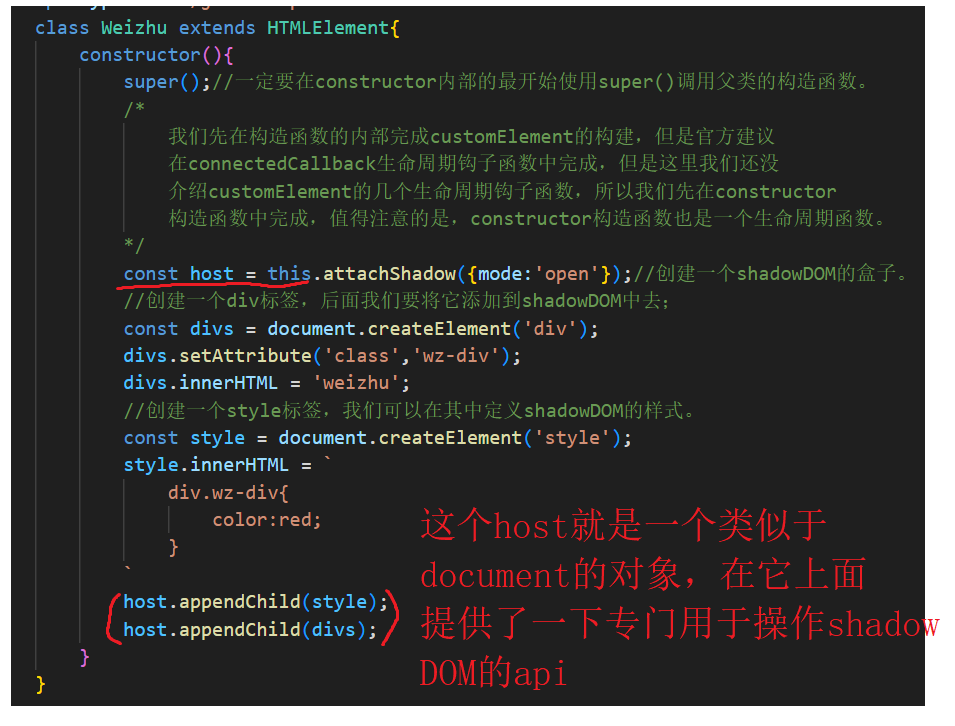 class Weizhu extends HTMLElement{
constructor(){
super();//一定要在constructor内部的最开始使用super()调用父类的构造函数。
/*
我们先在构造函数的内部完成customElement的构建，但是官方建议
在connectedCallback生命周期钩子函数中完成，但是这里我们还没
介绍customElement的几个生命周期钩子函数，所以我们先在constructor
构造函数中完成，值得注意的是，constructor构造函数也是一个生命周期函数。
*/
const host = this.attachShadow({mode:'open'});//创建一个shadowDOM的盒子。
//创建一个div标签，后面我们要将它添加到shadowDOM中去；
const divs = document.createElement('div');
divs.setAttribute('class','wz-div');
divs.innerHTML = 'weizhu';
//创建一个style标签，我们可以在其中定义shadowDOM的样式。
const style = document.createElement('style');
style.innerHTML = `
div.wz-div{
color:red;
}
`
host.appendChild(style);
host.appendChild(divs);
}
}
这个host就是一个类似于
document的对象，在它上面
提供了一下专门用于操作shadow
DOM的api